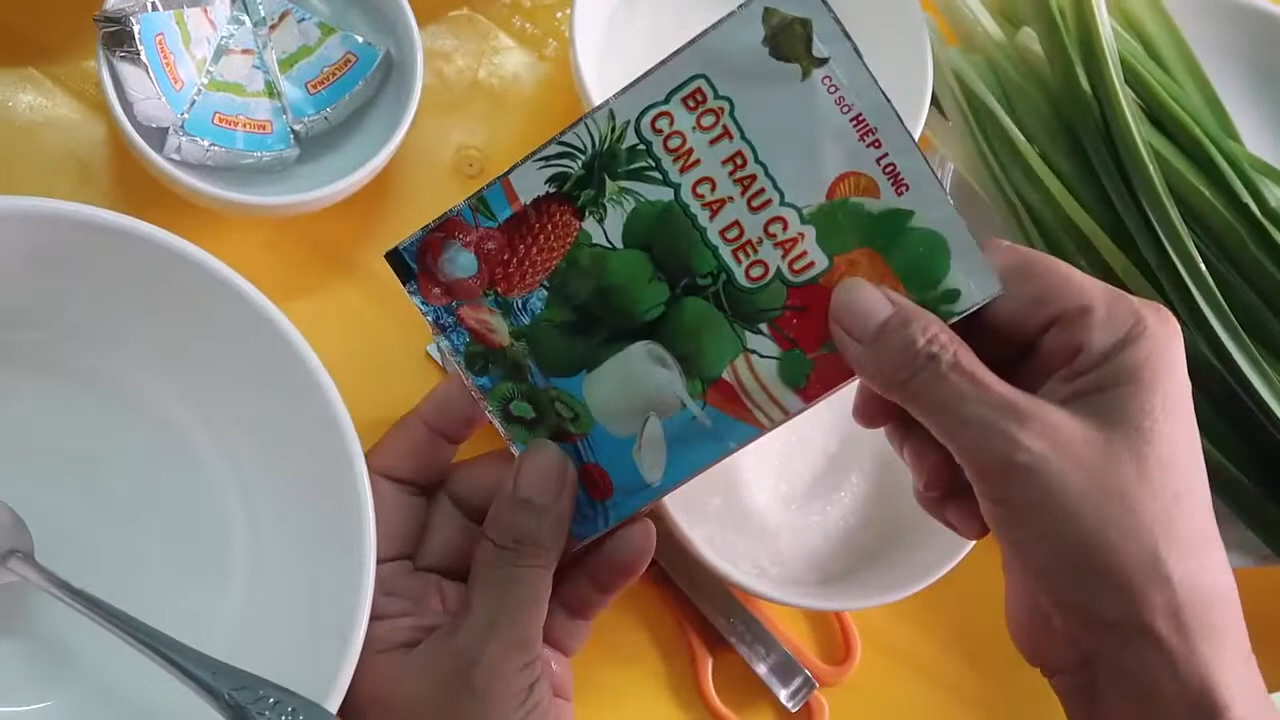 MILKANA
MILKANA
MILKANA
CƠ SỞ HIỆP LONG
BỘT RAU CÂU
CON CÁ DẺO